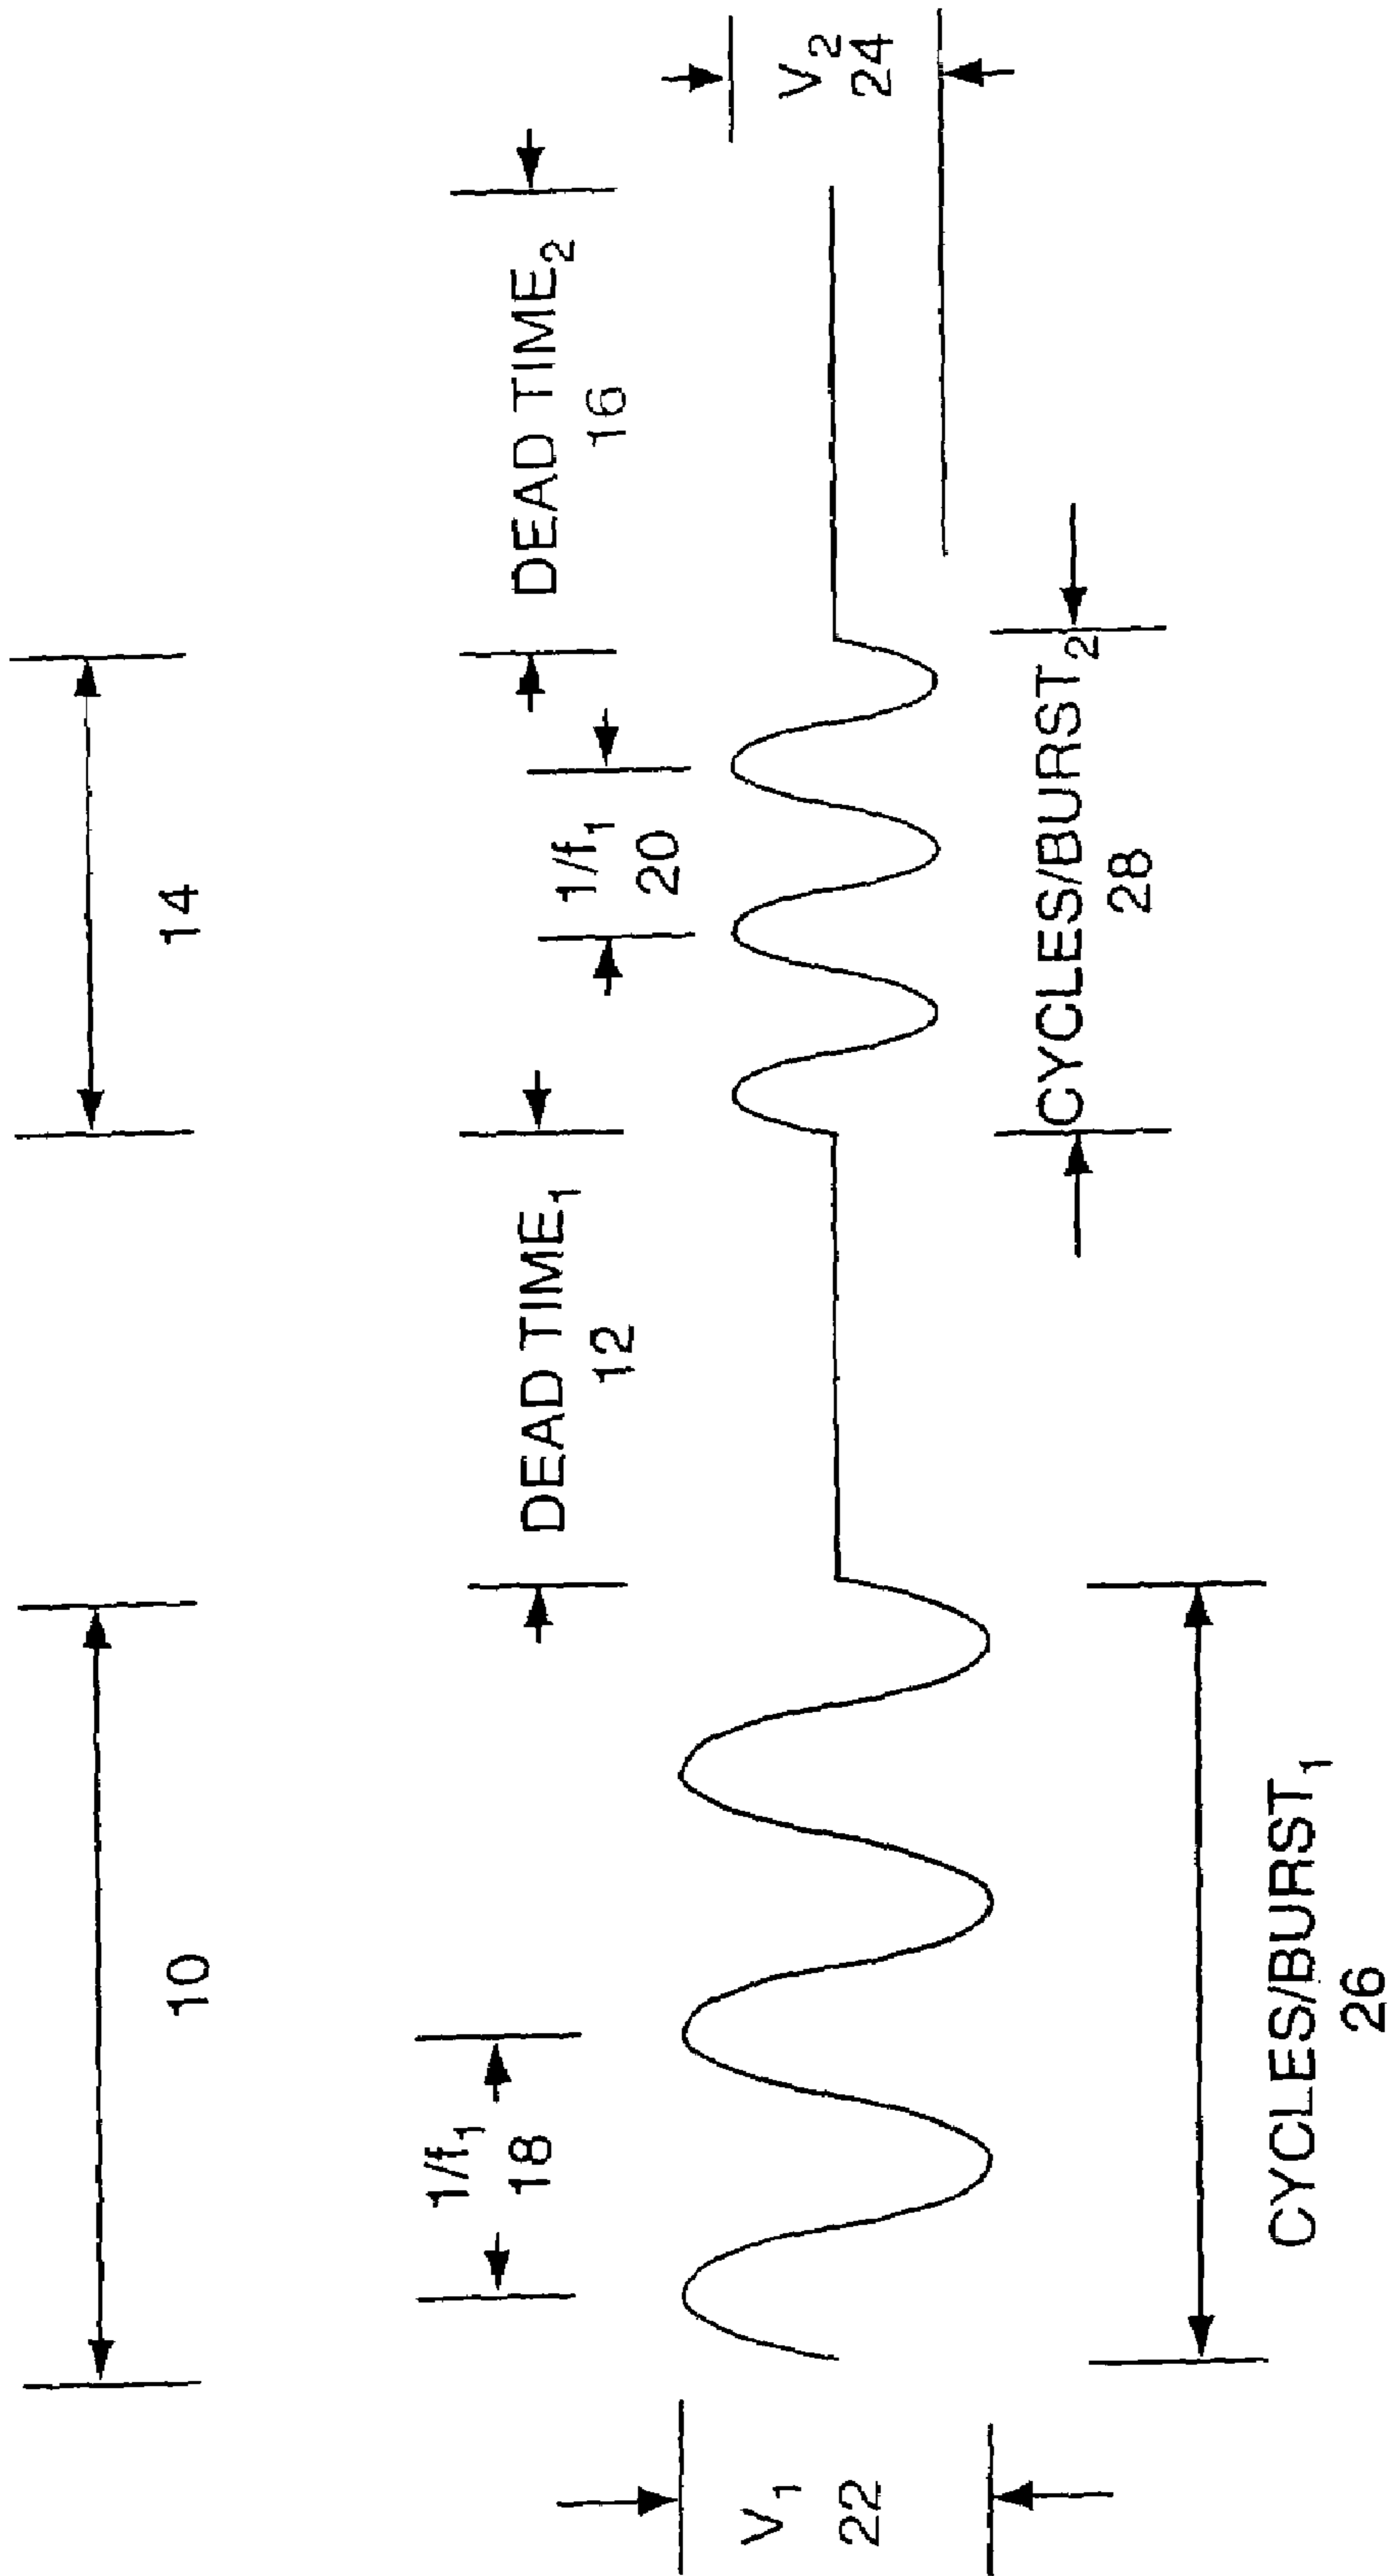 10
14
1/f₁
18
DEAD TIME₁
12
1/f₁
20
DEAD TIME₂
16
V₁
22
V₂
24
CYCLES/BURST₁
26
CYCLES/BURST₂
28